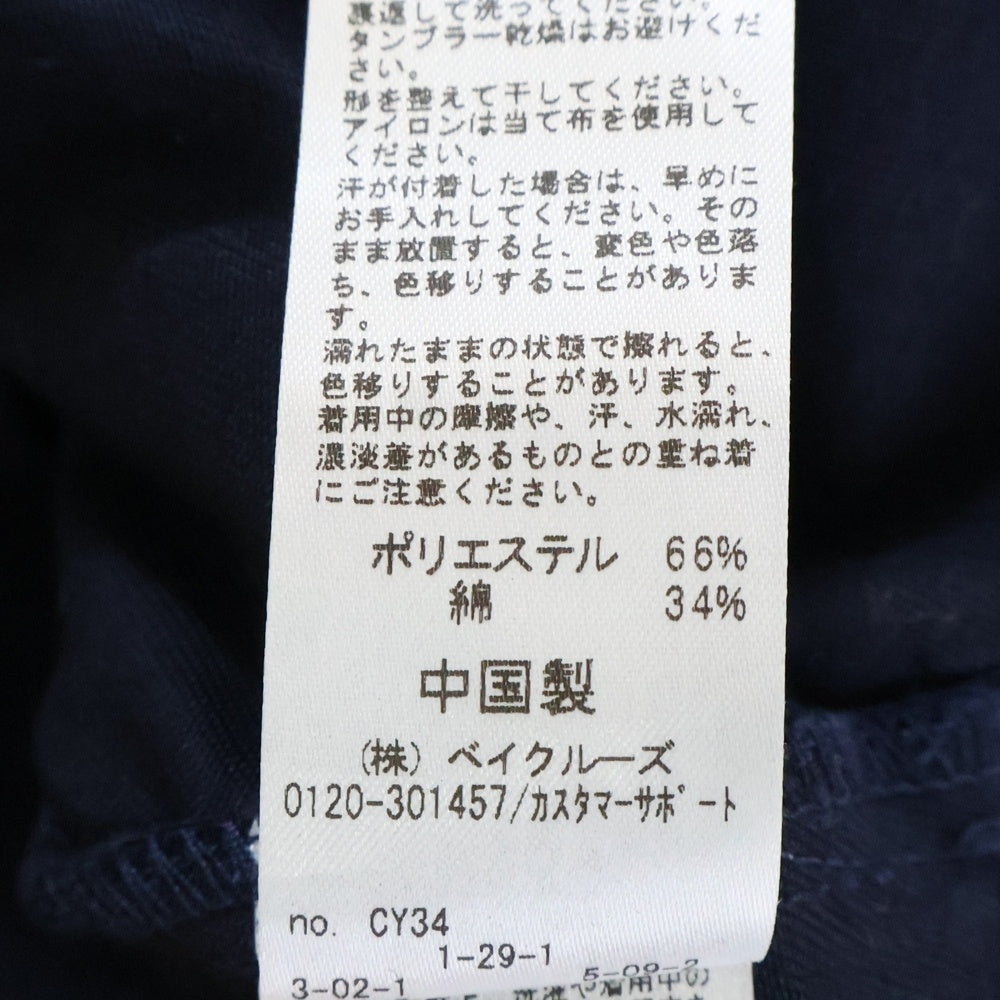 裏返して洗ってください。
タンブラー乾燥はお避けくだ
さい。
形を整えて干してください。
アイロンは当て布を使用して
ください。
汗が付着した場合は、早めに
お手入れしてください。その
まま放置すると、変色や色落
ち、色移りすることがありま
す。
濡れたままの状態で擦れると、
色移りすることがあります。
着用中の摩擦や、汗、水濡れ、
濃淡差があるものとの重ね着
にご注意ください。
ポリエステル 66%
綿 34%
中国製
(株) ベイクルーズ
0120-301457/カスタマーサポート
no. CY34
1-29-1
3-02-1 5-09-2
着用中の